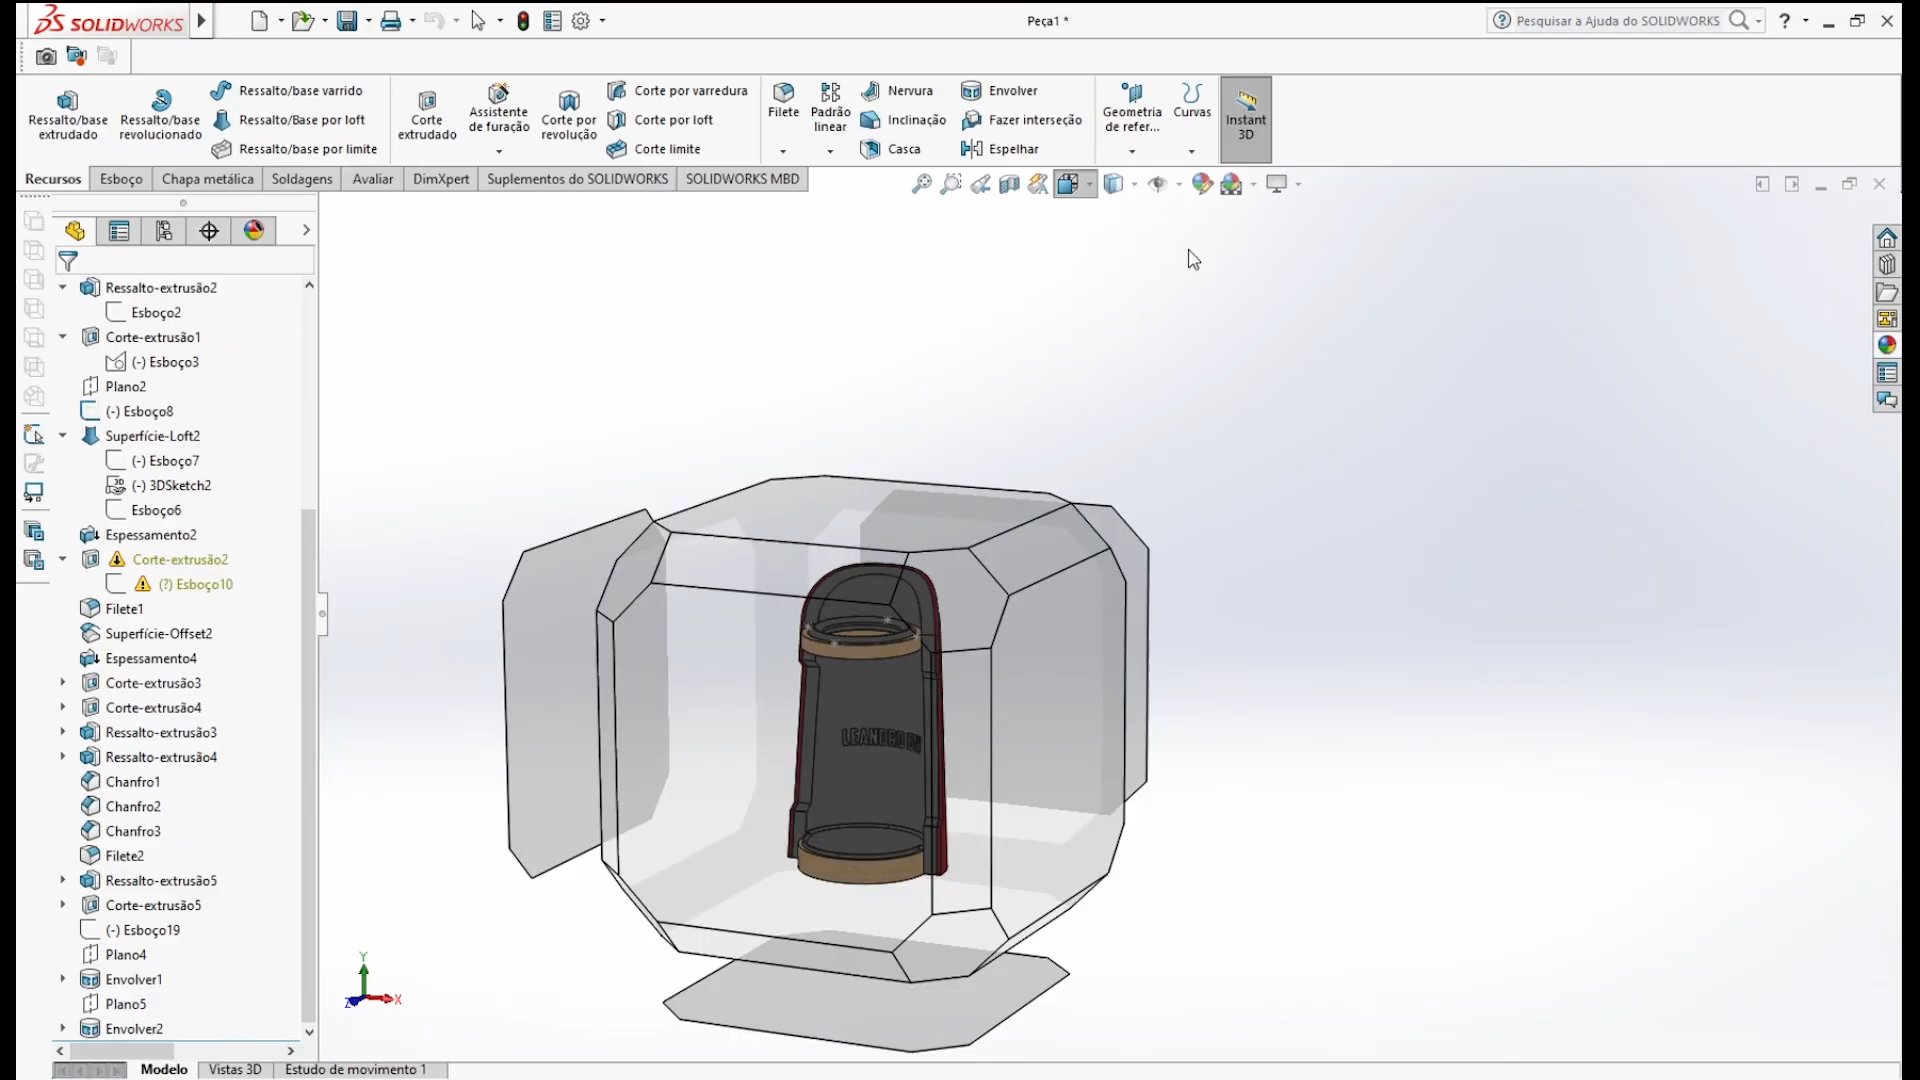 SOLIDWORKS
Peça1 *
Pesquisar a Ajuda do SOLIDWORKS
Ressalto/base extrudado
Ressalto/base revolucionado
Ressalto/base varrido
Ressalto/Base por loft
Ressalto/base por limite
Corte extrudado
Assistente de furação
Corte por revolução
Corte por varredura
Corte por loft
Corte limite
Filete
Padrão linear
Nervura
Inclinação
Casca
Envolver
Fazer interseção
Espelhar
Geometria de refer...
Curvas
Instant 3D
Recursos
Esboço
Chapa metálica
Soldagens
Avaliar
DimXpert
Suplementos do SOLIDWORKS
SOLIDWORKS MBD
Ressalto-extrusão2
Esboço2
Corte-extrusão1
(-) Esboço3
Plano2
(-) Esboço8
Superfície-Loft2
(-) Esboço7
(-) 3DSketch2
Esboço6
Espessamento2
Corte-extrusão2
(?) Esboço10
Filete1
Superfície-Offset2
Espessamento4
Corte-extrusão3
Corte-extrusão4
Ressalto-extrusão3
Ressalto-extrusão4
Chanfro1
Chanfro2
Chanfro3
Filete2
Ressalto-extrusão5
Corte-extrusão5
(-) Esboço19
Plano4
Envolver1
Plano5
Envolver2
LEANDRO
Y
X
Z
Modelo
Vistas 3D
Estudo de movimento 1